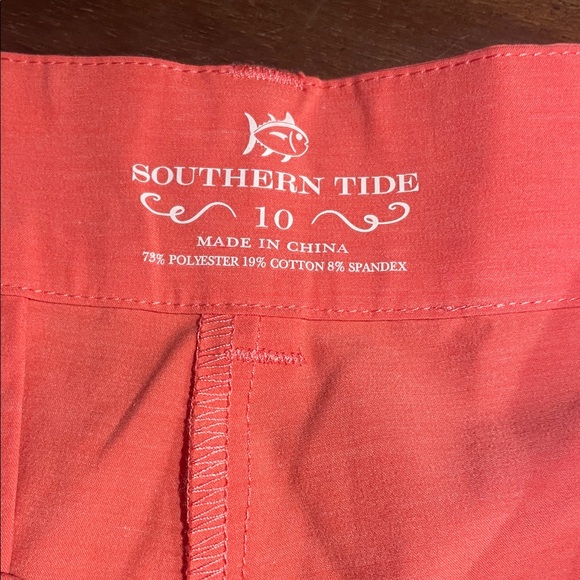 SOUTHERN TIDE
10
MADE IN CHINA
73% POLYESTER 19% COTTON 8% SPANDEX